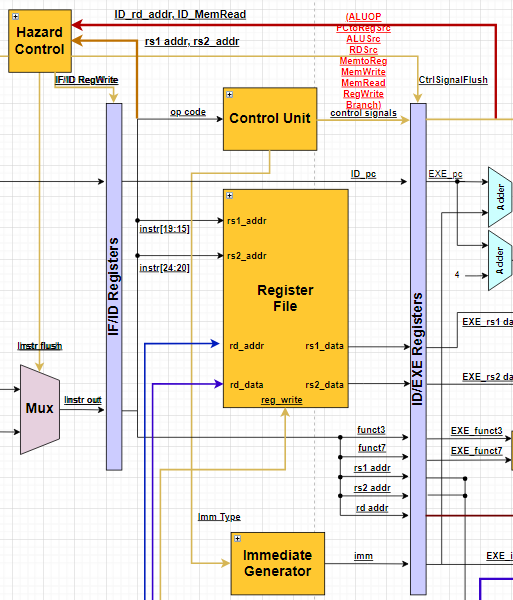 ID_rd_addr, ID_MemRead
(ALUOP
PCtoRegSrc
ALUSrc
RDSrc
MemtoReg
MemWrite
MemRead
RegWrite
Branch)
Hazard
Control
rs1 addr, rs2_addr
IF/ID RegWrite
CtrlSignalFlush
op code
Control Unit
control signals
ID_pc
EXE_pc
Adder
instr[19:15]
rs1_addr
instr[24:20]
rs2_addr
Adder
4
IF/ID Registers
Register
File
ID/EXE Registers
EXE_rs1 da
Instr flush
rd_addr
rs1_data
EXE_rs2 da
rd_data
rs2_data
Mux
Instr out
reg_write
funct3
EXE_funct3
funct7
EXE_funct7
rs1 addr
rs2 addr
rd addr
Imm Type
Immediate
Generator
imm
EXE_i